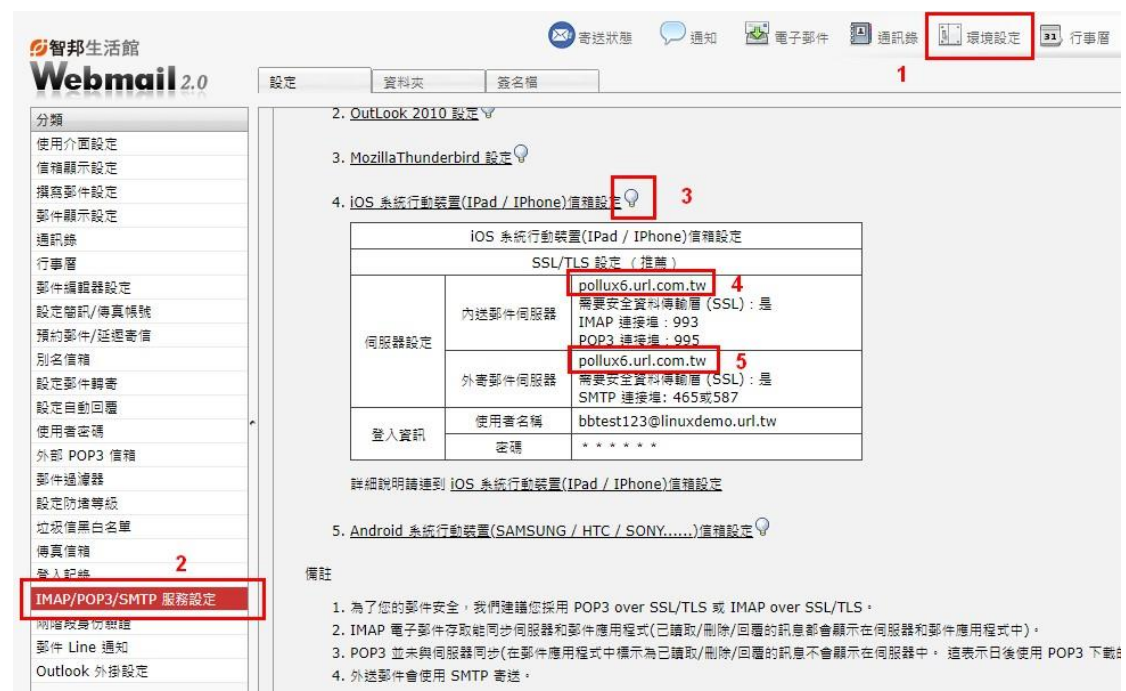 智邦生活館
Webmail 2.0
寄送狀態
通知
電子郵件
通訊錄
環境設定
31 行事曆
1
設定
資料夾
簽名檔
分類
使用介面設定
信箱顯示設定
撰寫郵件設定
郵件顯示設定
通訊錄
行事曆
郵件編輯器設定
設定簡訊/傳真帳號
預約郵件/延遲寄信
別名信箱
設定郵件轉寄
設定自動回覆
使用者密碼
外部 POP3 信箱
郵件過濾器
設定防堵等級
垃圾信黑白名單
傳真信箱
登入記錄
2
IMAP/POP3/SMTP 服務設定
兩階段身份驗證
郵件 Line 通知
Outlook 外掛設定
2. OutLook 2010 設定
3. MozillaThunderbird 設定
4. iOS 系統行動裝置(IPad / IPhone)信箱設定
3
iOS 系統行動裝置(IPad / IPhone)信箱設定
SSL/TLS 設定 （推薦）
伺服器設定
內送郵件伺服器
pollux6.url.com.tw
4
需要安全資料傳輸層 (SSL)：是
IMAP 連接埠：993
POP3 連接埠：995
外寄郵件伺服器
pollux6.url.com.tw
5
需要安全資料傳輸層 (SSL)：是
SMTP 連接埠: 465或587
登入資訊
使用者名稱
bbtest123@linuxdemo.url.tw
密碼
* * * * * *
詳細說明請連到 iOS 系統行動裝置(IPad / IPhone)信箱設定
5. Android 系統行動裝置(SAMSUNG / HTC / SONY......)信箱設定
備註
1. 為了您的郵件安全，我們建議您採用 POP3 over SSL/TLS 或 IMAP over SSL/TLS。
2. IMAP 電子郵件存取能同步伺服器和郵件應用程式(已讀取/刪除/回覆的訊息都會顯示在伺服器和郵件應用程式中)。
3. POP3 並未與伺服器同步(在郵件應用程式中標示為已讀取/刪除/回覆的訊息不會顯示在伺服器中。 這表示日後使用 POP3 下載
4. 外送郵件會使用 SMTP 寄送。